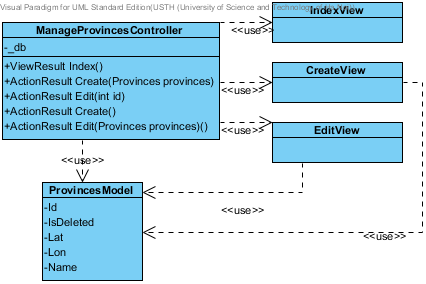 Visual Paradigm for UML Standard Edition(USTH (University of Science and Technology
IndexView
ManageProvincesController
<<use>>
-_db
+ViewResult Index()
+ActionResult Create(Provinces provinces)
+ActionResult Edit(int id)
+ActionResult Create()
+ActionResult Edit(Provinces provinces)()
CreateView
<<use>>
EditView
<<use>>
<<use>>
ProvincesModel
-Id
-IsDeleted
-Lat
-Lon
-Name
<<use>>
<<use>>